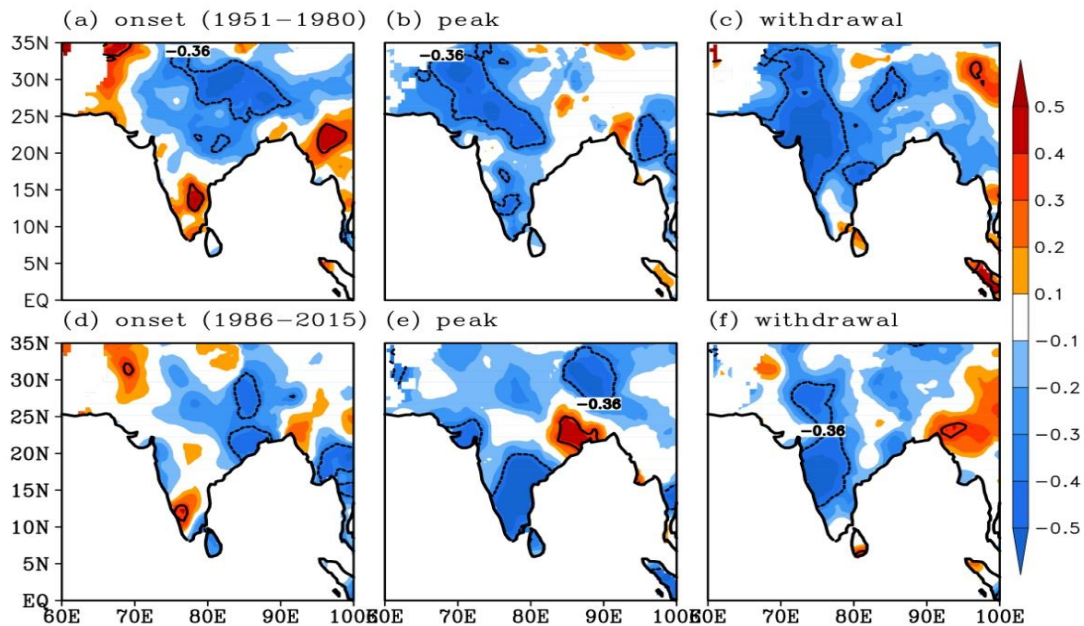 (a) onset (1951−1980)
(b) peak
(c) withdrawal
35N
30N
25N
20N
15N
10N
5N
EQ
−0.36
−0.36
0.5
0.4
0.3
0.2
0.1
−0.1
−0.2
−0.3
−0.4
−0.5
(d) onset (1986−2015)
(e) peak
(f) withdrawal
35N
30N
25N
20N
15N
10N
5N
EQ
−0.36
−0.36
60E 70E 80E 90E 100E 60E 70E 80E 90E 100E 60E 70E 80E 90E 100E